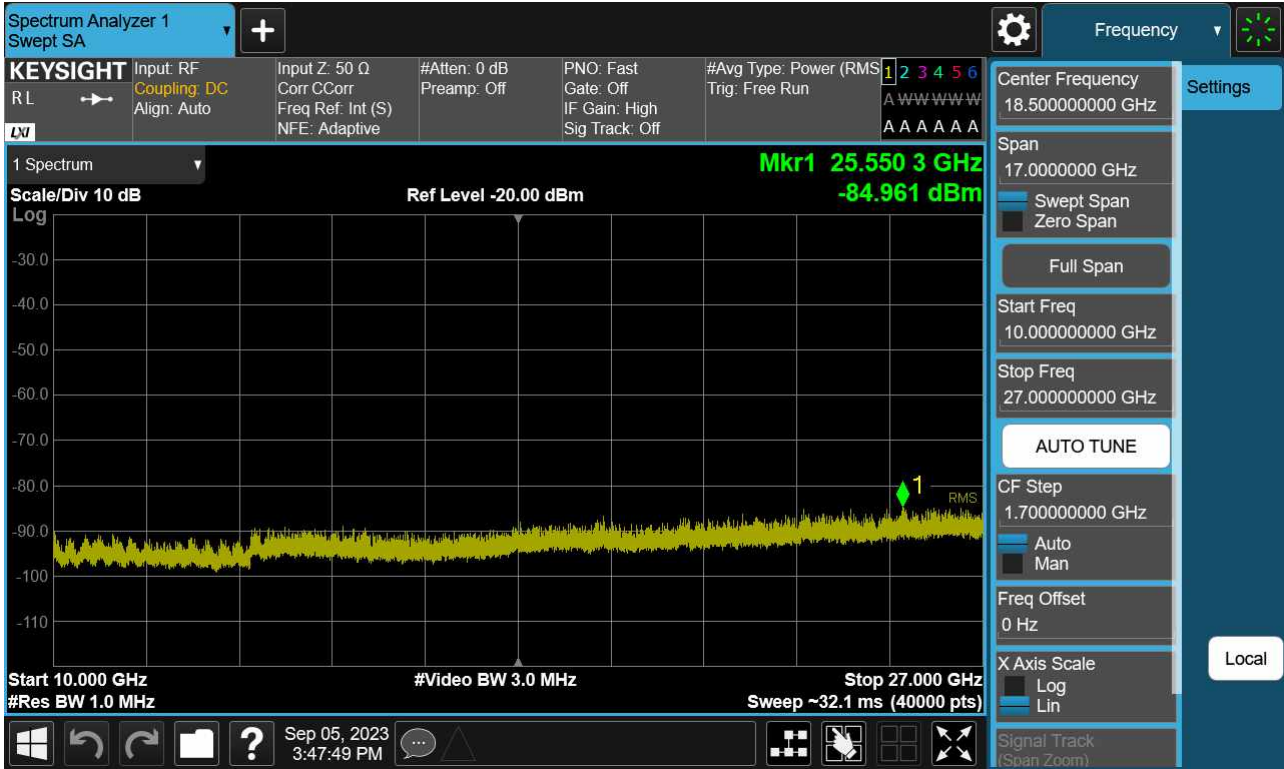 Spectrum Analyzer 1
Swept SA
Frequency
KEYSIGHT
R L
LXI
Input: RF
Coupling: DC
Align: Auto
Input Z: 50 Ω
Corr CCorr
Freq Ref: Int (S)
NFE: Adaptive
#Atten: 0 dB
Preamp: Off
PNO: Fast
Gate: Off
IF Gain: High
Sig Track: Off
#Avg Type: Power (RMS
Trig: Free Run
1 2 3 4 5 6
A W W W W W
A A A A A A
1 Spectrum
Scale/Div 10 dB
Log
Ref Level -20.00 dBm
Mkr1 25.550 3 GHz
-84.961 dBm
-30.0
-40.0
-50.0
-60.0
-70.0
-80.0
-90.0
-100
-110
1
RMS
Start 10.000 GHz
#Res BW 1.0 MHz
#Video BW 3.0 MHz
Stop 27.000 GHz
Sweep ~32.1 ms (40000 pts)
Sep 05, 2023
3:47:49 PM
Center Frequency
18.500000000 GHz
Span
17.0000000 GHz
Swept Span
Zero Span
Full Span
Start Freq
10.000000000 GHz
Stop Freq
27.000000000 GHz
AUTO TUNE
CF Step
1.700000000 GHz
Auto
Man
Freq Offset
0 Hz
X Axis Scale
Log
Lin
Signal Track
(Span Zoom)
Settings
Local